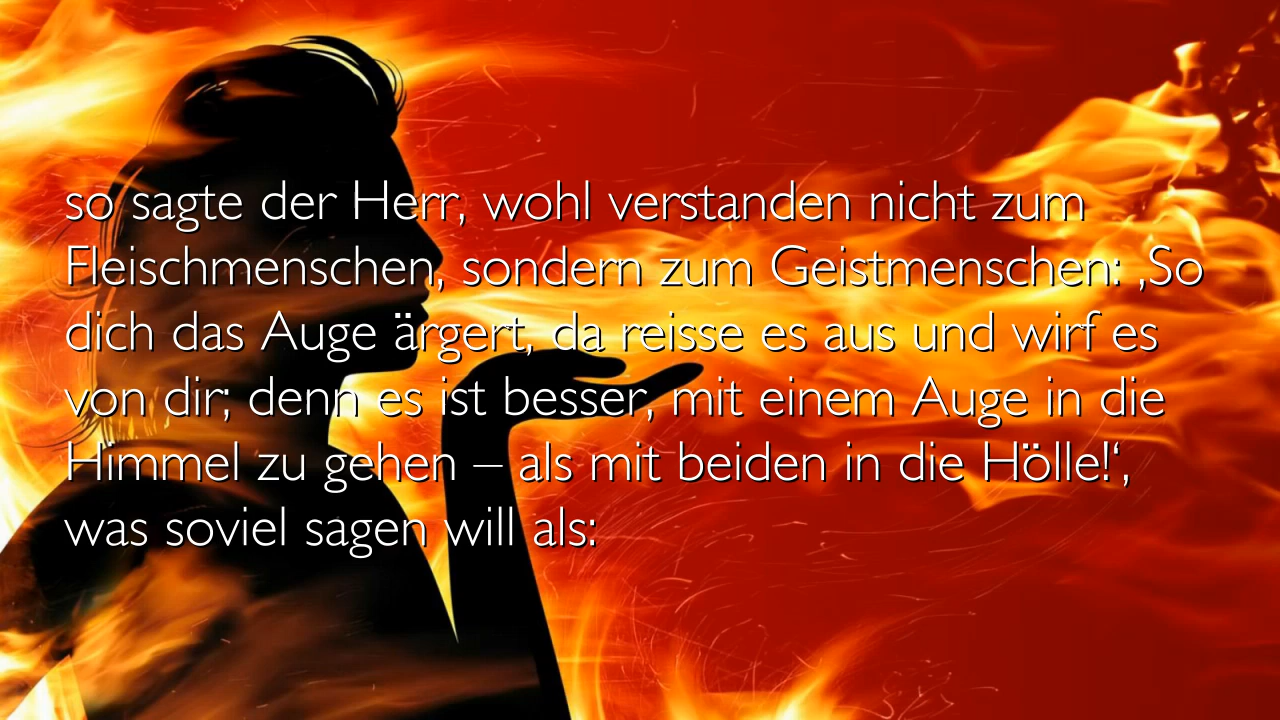 so sagte der Herr, wohl verstanden nicht zum
Fleischmenschen, sondern zum Geistmenschen: ‚So
dich das Auge ärgert, da reisse es aus und wirf es
von dir; denn es ist besser, mit einem Auge in die
Himmel zu gehen – als mit beiden in die Hölle!‘,
was soviel sagen will als: